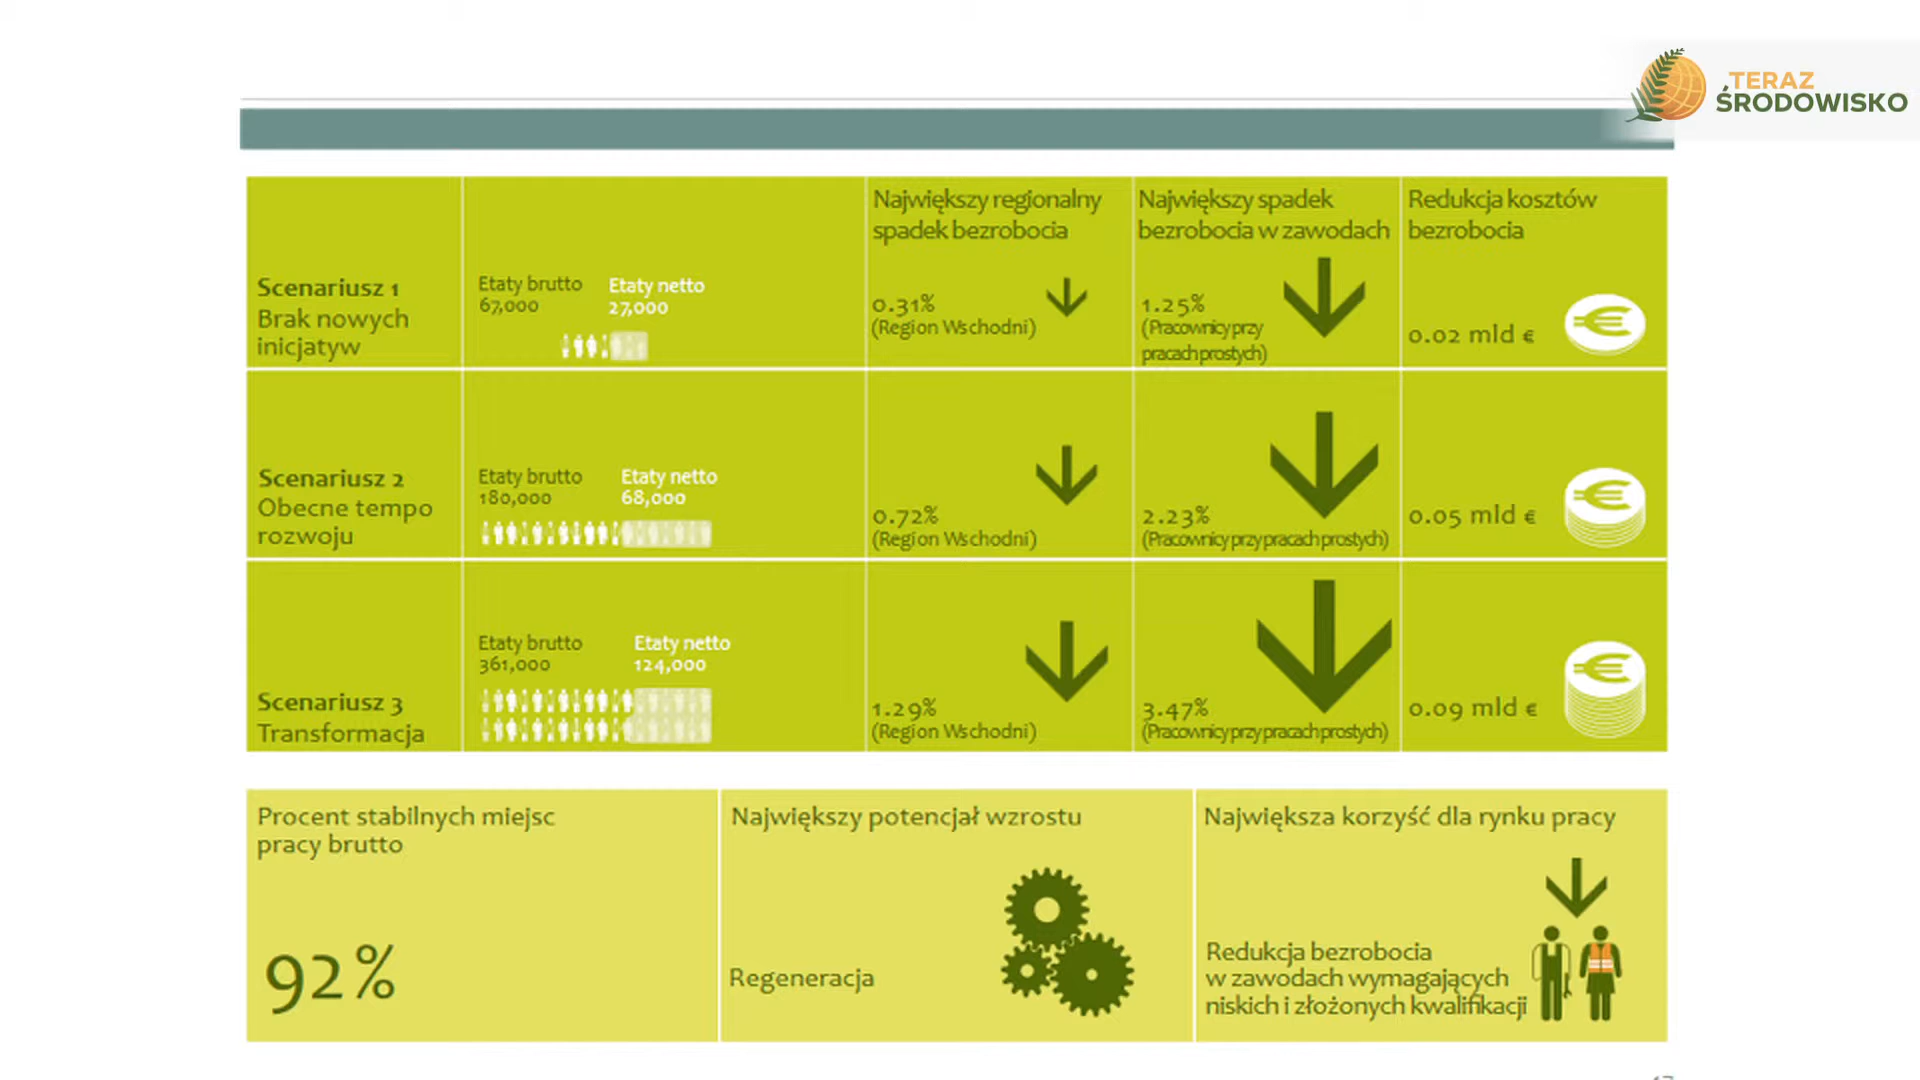 TERAZ
ŚRODOWISKO
Największy regionalny
spadek bezrobocia
Największy spadek
bezrobocia w zawodach
Redukcja kosztów
bezrobocia
Scenariusz 1
Brak nowych
inicjatyw
Etaty brutto
67,000
Etaty netto
27,000
0.31%
(Region Wschodni)
1.25%
(Pracownicy przy
pracach prostych)
0.02 mld €
Scenariusz 2
Obecne tempo
rozwoju
Etaty brutto
180,000
Etaty netto
68,000
0.72%
(Region Wschodni)
2.23%
(Pracownicy przy pracach prostych)
0.05 mld €
Scenariusz 3
Transformacja
Etaty brutto
361,000
Etaty netto
124,000
1.29%
(Region Wschodni)
3.47%
(Pracownicy przy pracach prostych)
0.09 mld €
Procent stabilnych miejsc
pracy brutto
92%
Największy potencjał wzrostu
Regeneracja
Największa korzyść dla rynku pracy
Redukcja bezrobocia
w zawodach wymagających
niskich i złożonych kwalifikacji